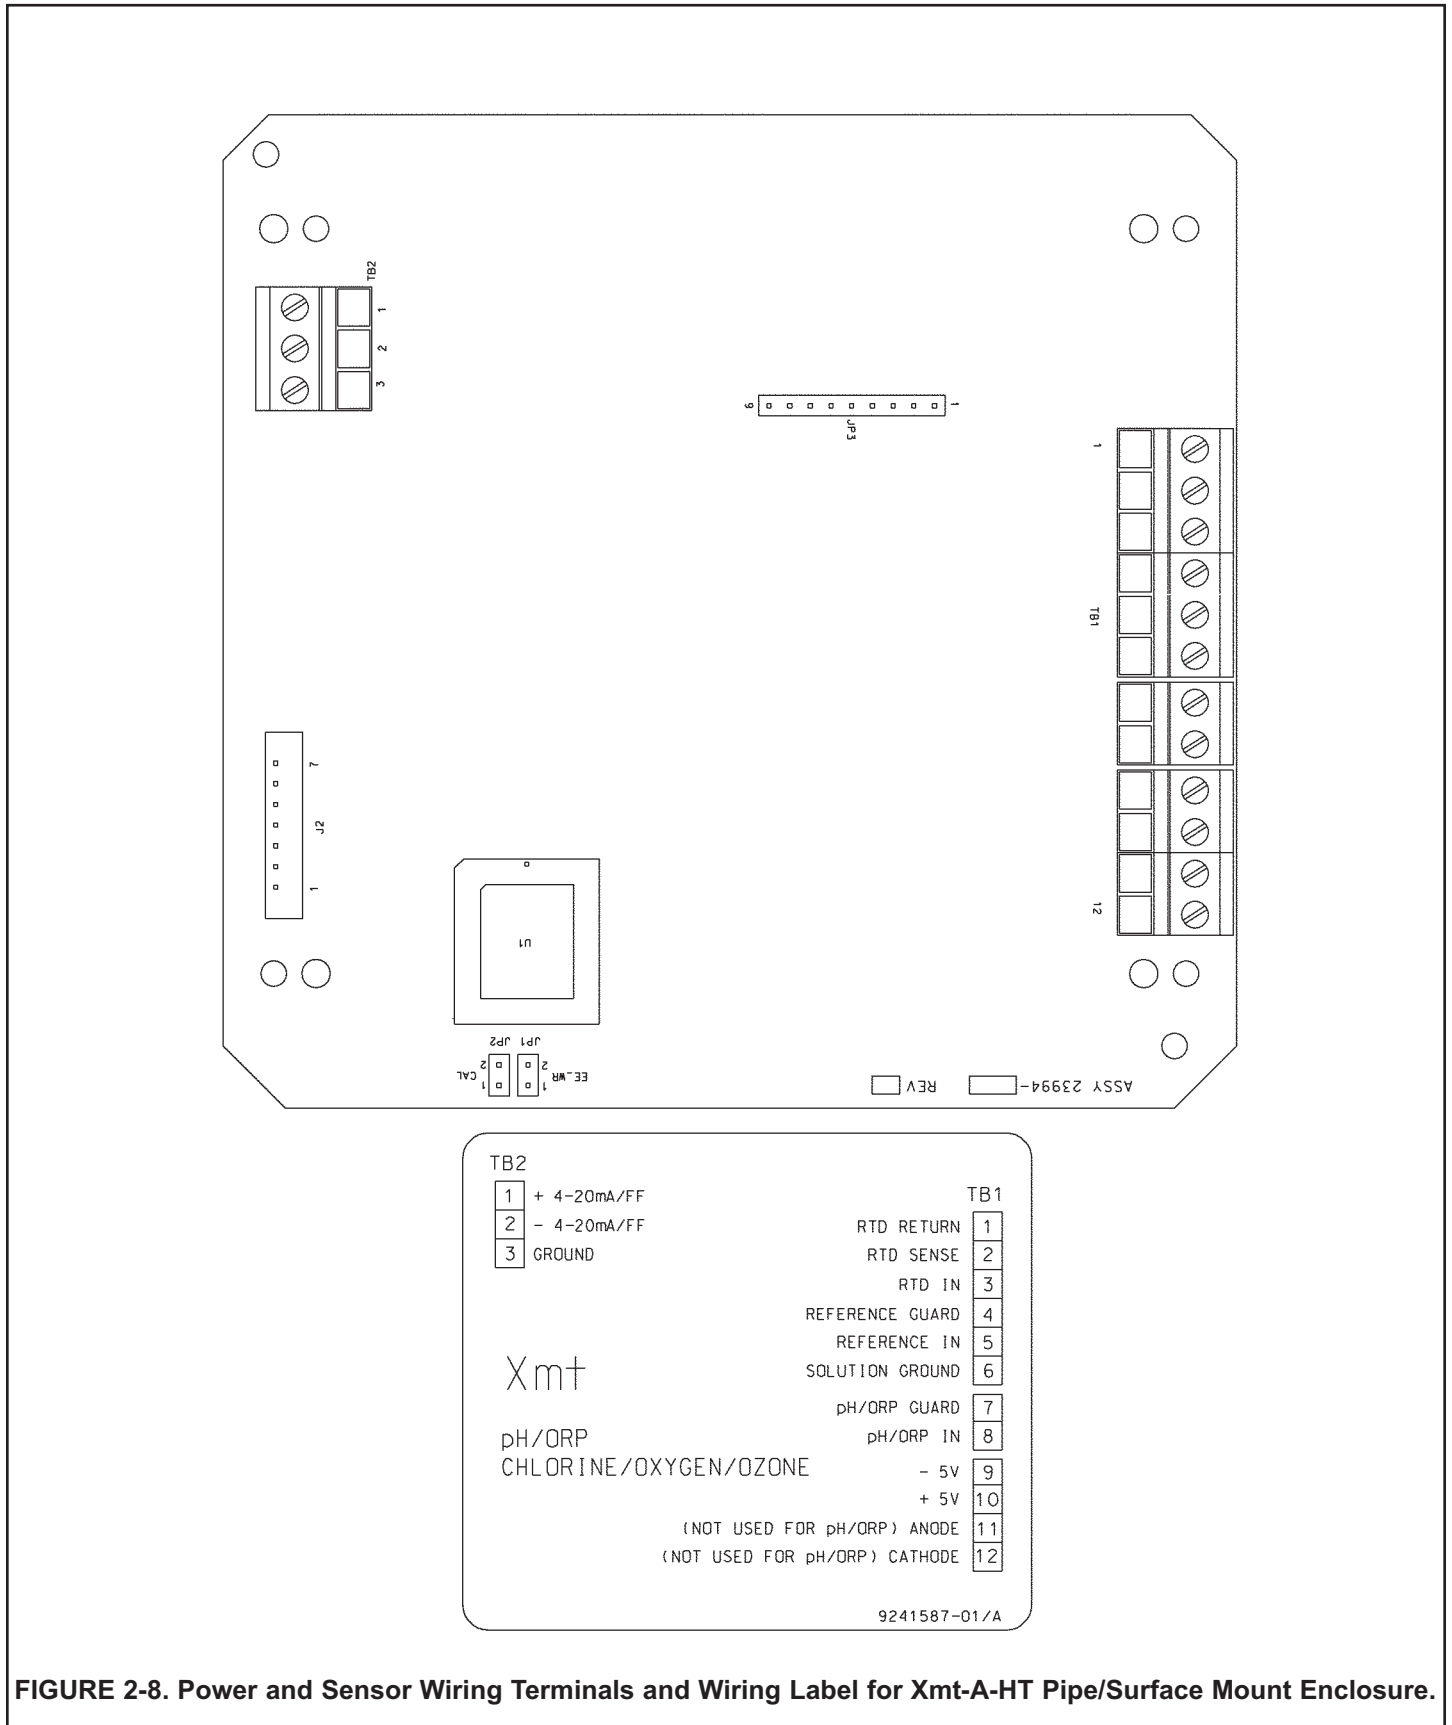 TB2
1
2
3
9
1
JP3
1
TB1
12
7
J2
1
U1
JP2 JP1
CAL
1 2
1 2
EE_WR
REV
ASSY 23994-
TB2
1 + 4-20mA/FF
2 - 4-20mA/FF
3 GROUND
TB1
RTD RETURN 1
RTD SENSE 2
RTD IN 3
REFERENCE GUARD 4
REFERENCE IN 5
SOLUTION GROUND 6
Xmt
pH/ORP GUARD 7
pH/ORP IN 8
pH/ORP
CHLORINE/OXYGEN/OZONE
- 5V 9
+ 5V 10
(NOT USED FOR pH/ORP) ANODE 11
(NOT USED FOR pH/ORP) CATHODE 12
9241587-01/A
FIGURE 2-8. Power and Sensor Wiring Terminals and Wiring Label for Xmt-A-HT Pipe/Surface Mount Enclosure.